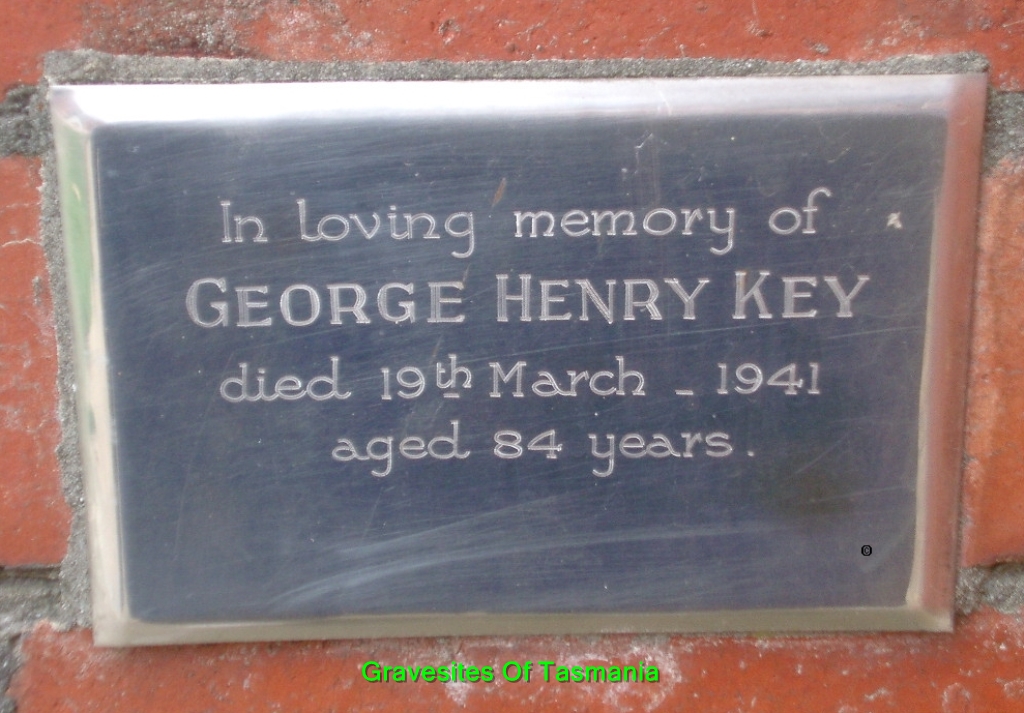 In loving memory of
GEORGE HENRY KEY
died 19th March - 1941
aged 84 years.
©
Gravesites Of Tasmania